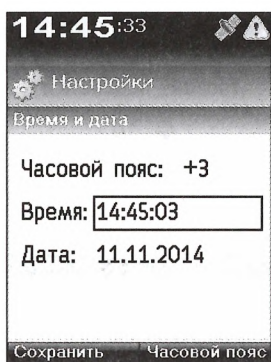 14:45:33
Настройки
Время и дата
Часовой пояс: +3
Время: 14:45:03
Дата: 11.11.2014
Сохранить Часовой пояс